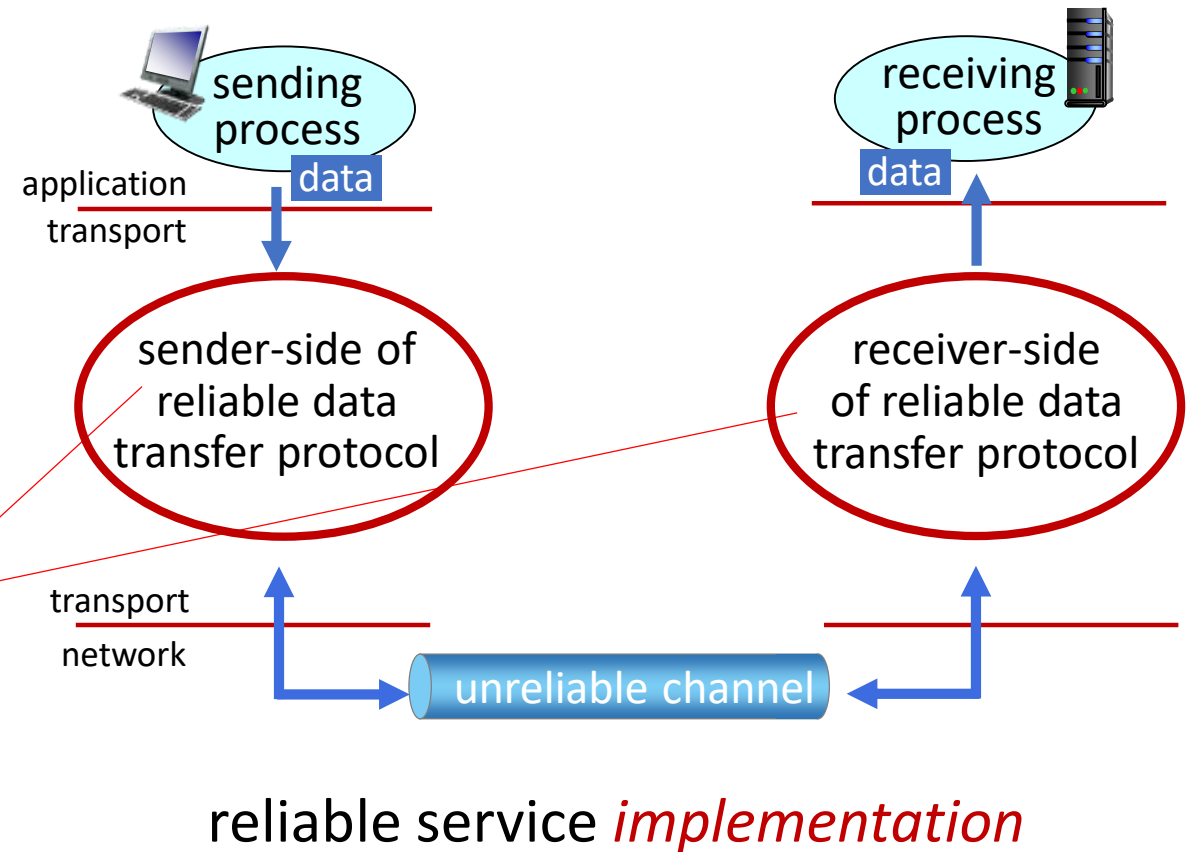 sending
process
data
receiving
process
data
application
transport
sender-side of
reliable data
transfer protocol
receiver-side
of reliable data
transfer protocol
transport
network
unreliable channel
reliable service implementation